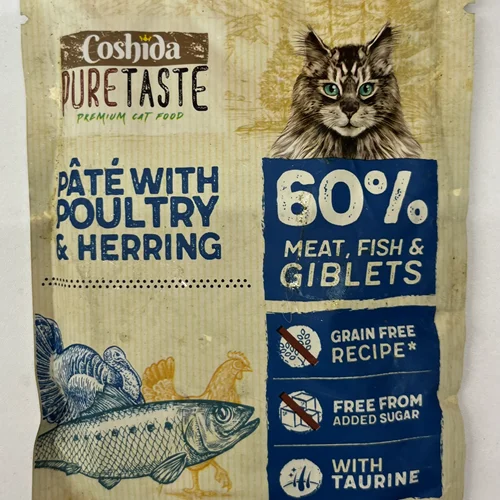 Coshida
PURETASTE
PREMIUM CAT FOOD
PÂTÉ WITH
POULTRY
& HERRING
60%
MEAT, FISH &
GIBLETS
GRAIN FREE
RECIPE*
FREE FROM
ADDED SUGAR
WITH
TAURINE